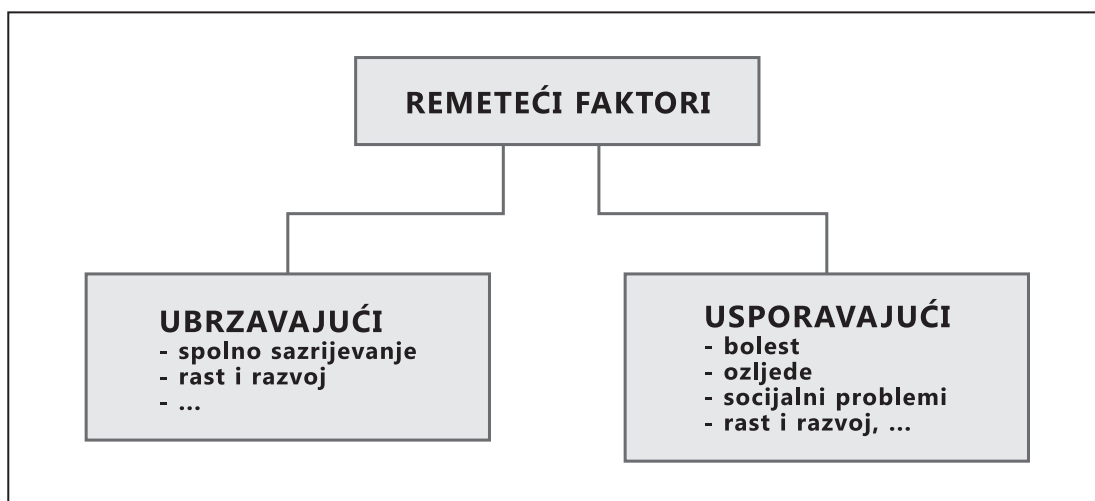 REMETEĆI FAKTORI
UBRZAVAJUĆI
- spolno sazrijevanje
- rast i razvoj
- ...
USPORAVAJUĆI
- bolest
- ozljede
- socijalni problemi
- rast i razvoj, ...